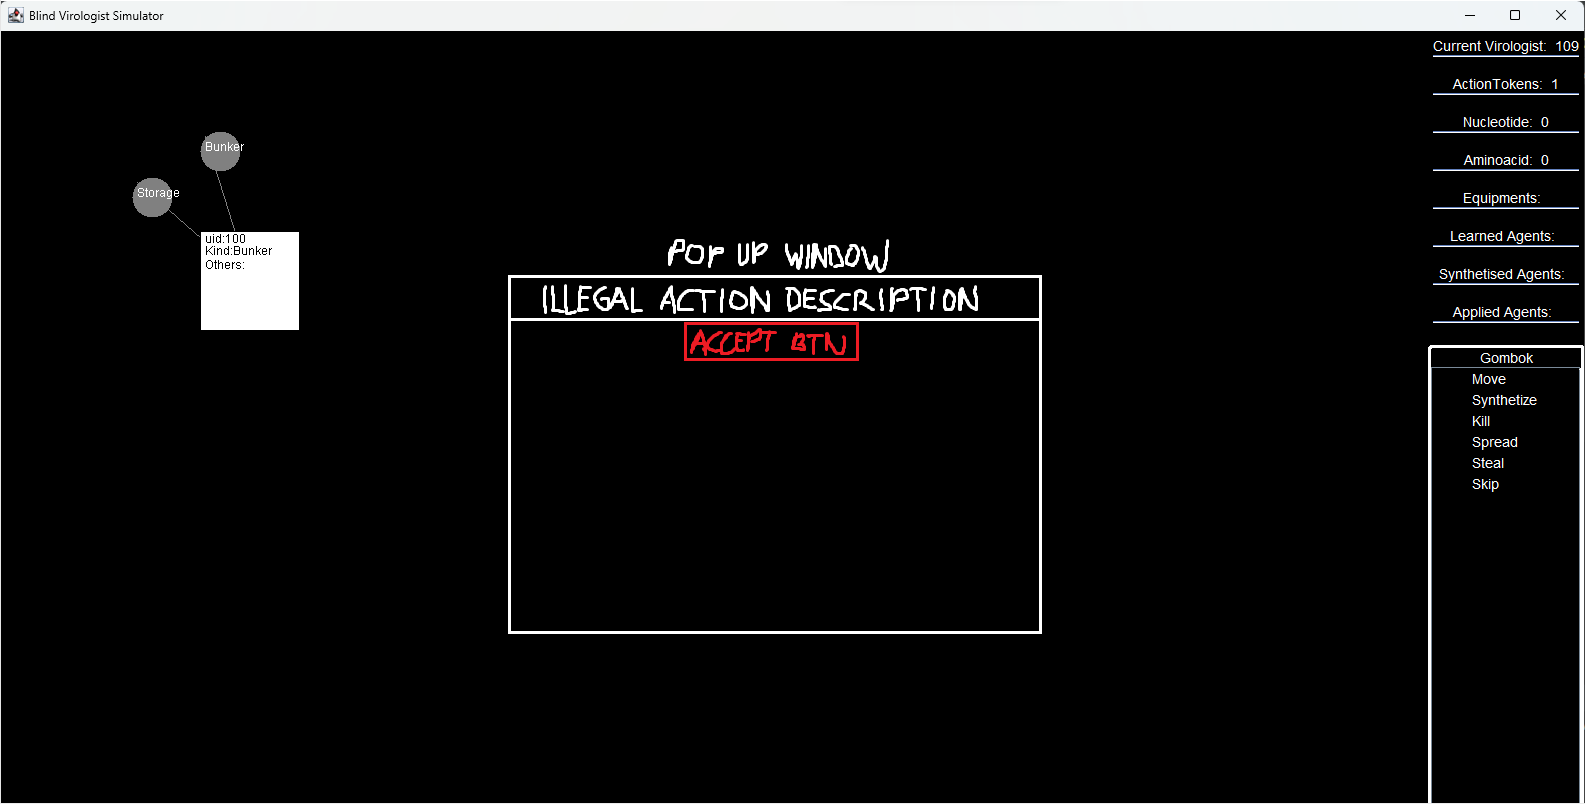 Blind Virologist Simulator
Current Virologist: 109
ActionTokens: 1
Nucleotide: 0
Aminoacid: 0
Equipments:
Learned Agents:
Synthetised Agents:
Applied Agents:
Gombok
Move
Synthetize
Kill
Spread
Steal
Skip
Bunker
Storage
uid:100
Kind:Bunker
Others:
POP UP WINDOW
ILLEGAL ACTION DESCRIPTION
ACCEPT BTN